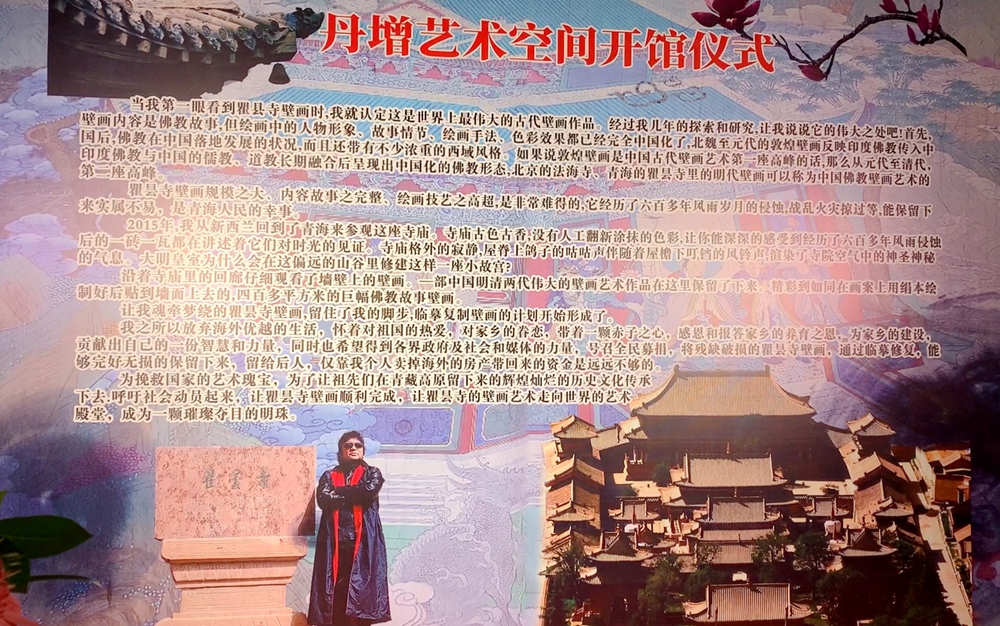 丹增艺术空间开馆仪式
当我第一眼看到瞿昙寺壁画时,我就认定这是世界上最伟大的古代壁画作品。经过我几年的探索和研究,让我说说它的伟大之处吧!首先,
壁画内容是佛教故事,但绘画中的人物形象、故事情节、绘画手法、色彩效果都已经完全中国化了,北魏至元代的敦煌壁画反映印度佛教传入中
国后,佛教在中国落地发展的状况,而且还带有不少浓重的西域风格。如果说敦煌壁画是中国古代壁画艺术第一座高峰的话,那么从元代至清代,
印度佛教与中国的儒教、道教长期融合后呈现出中国化的佛教形态,北京的法海寺、青海的瞿昙寺里的明代壁画可以称为中国佛教壁画艺术的
第二座高峰。
瞿昙寺壁画规模之大、内容故事之完整、绘画技艺之高超,是非常难得的,它经历了六百多年风雨岁月的侵蚀,战乱火灾掠过等,能保留下
来实属不易,是青海人民的幸事。
2015年,我从新西兰回到了青海来参观这座寺庙。寺庙古色古香,没有人工翻新涂抹的色彩,让你能深深的感受到经历了六百多年风雨侵蚀
后的一砖一瓦都在讲述着它们对时光的见证。寺庙格外的寂静,屋脊上鸽子的咕咕声伴随着屋檐下叮铛的风铃声,渲染了寺院空气中的神圣神秘
的气息。大明皇室为什么会在这偏远的山谷里修建这样一座小故宫?
沿着寺庙里的回廊仔细观看了墙壁上的壁画。一部中国明清两代伟大的壁画艺术作品在这里保留了下来。精彩到如同在画案上用绢本绘
制好后贴到墙面上去的,四百多平方米的巨幅佛教故事壁画。
让我魂牵梦绕的瞿昙寺壁画,留住了我的脚步,临摹复制壁画的计划开始形成了。
我之所以放弃海外优越的生活,怀着对祖国的热爱,对家乡的眷恋,带着一颗赤子之心,感恩和报答家乡的养育之恩,为家乡的建设,
贡献出自己的一份智慧和力量。同时也希望得到各界政府及社会和媒体的力量,号召全民募捐,将残缺破损的瞿昙寺壁画,通过临摹修复,能
够完好无损的保留下来,留给后人,仅靠我个人卖掉海外的房产带回来的资金是远远不够的。
为挽救国家的艺术瑰宝,为了让祖先们在青藏高原留下来的辉煌灿烂的历史文化传承
下去,呼吁社会动员起来,让瞿昙寺壁画顺利完成,让瞿昙寺的壁画艺术走向世界的艺术
殿堂,成为一颗璀璨夺目的明珠。
瞿昙寺